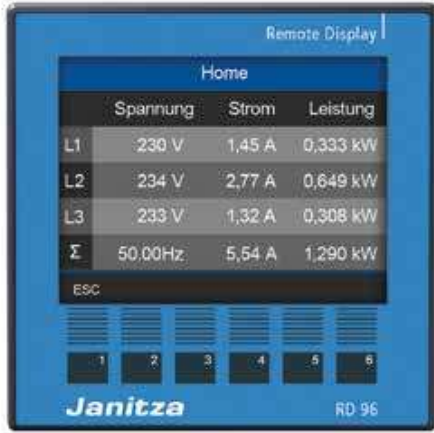 Remote Display
Home
Spannung Strom Leistung
L1 230 V 1,45 A 0,333 kW
L2 234 V 2,77 A 0,649 kW
L3 233 V 1,32 A 0,308 kW
Σ 50.00Hz 5,54 A 1,290 kW
ESC
1 2 3 4 5 6
Janitza RD 96